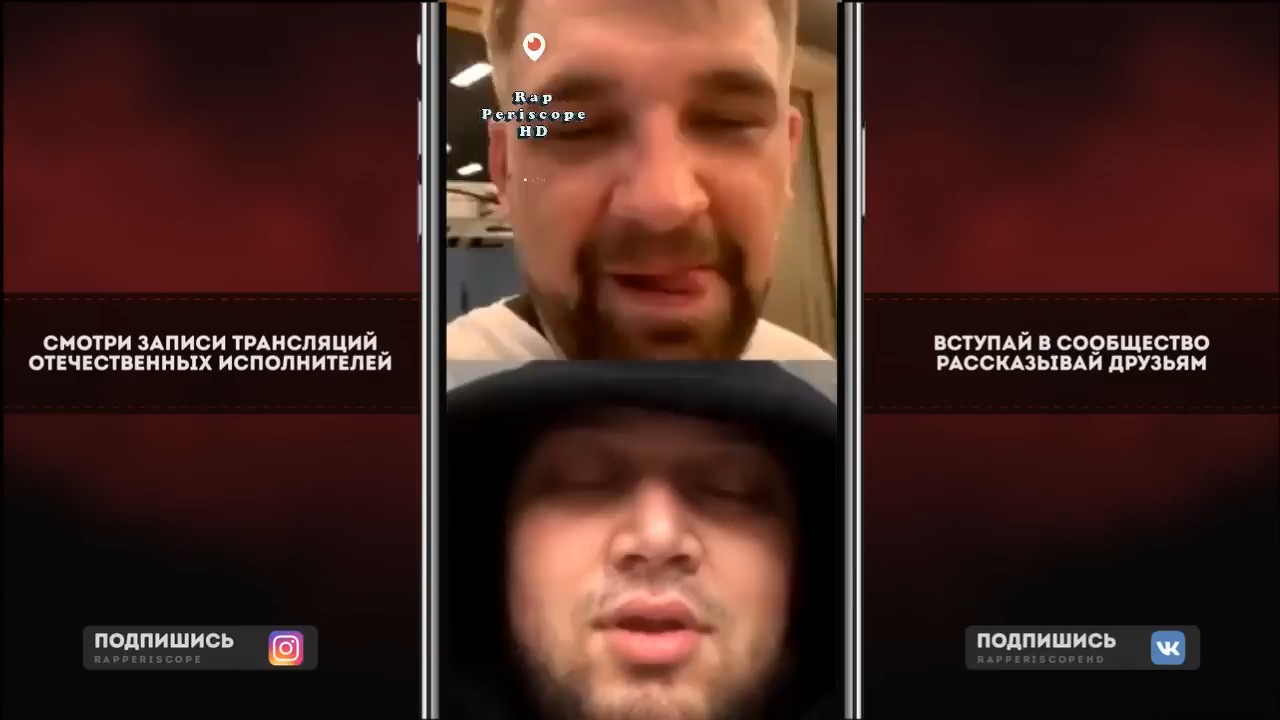 Rap
Periscope
HD
СМОТРИ ЗАПИСИ ТРАНСЛЯЦИЙ
ОТЕЧЕСТВЕННЫХ ИСПОЛНИТЕЛЕЙ
ВСТУПАЙ В СООБЩЕСТВО
РАССКАЗЫВАЙ ДРУЗЬЯМ
ПОДПИШИСЬ
RAPPERISCOPE
ПОДПИШИСЬ
RAPPERISCOPEHD